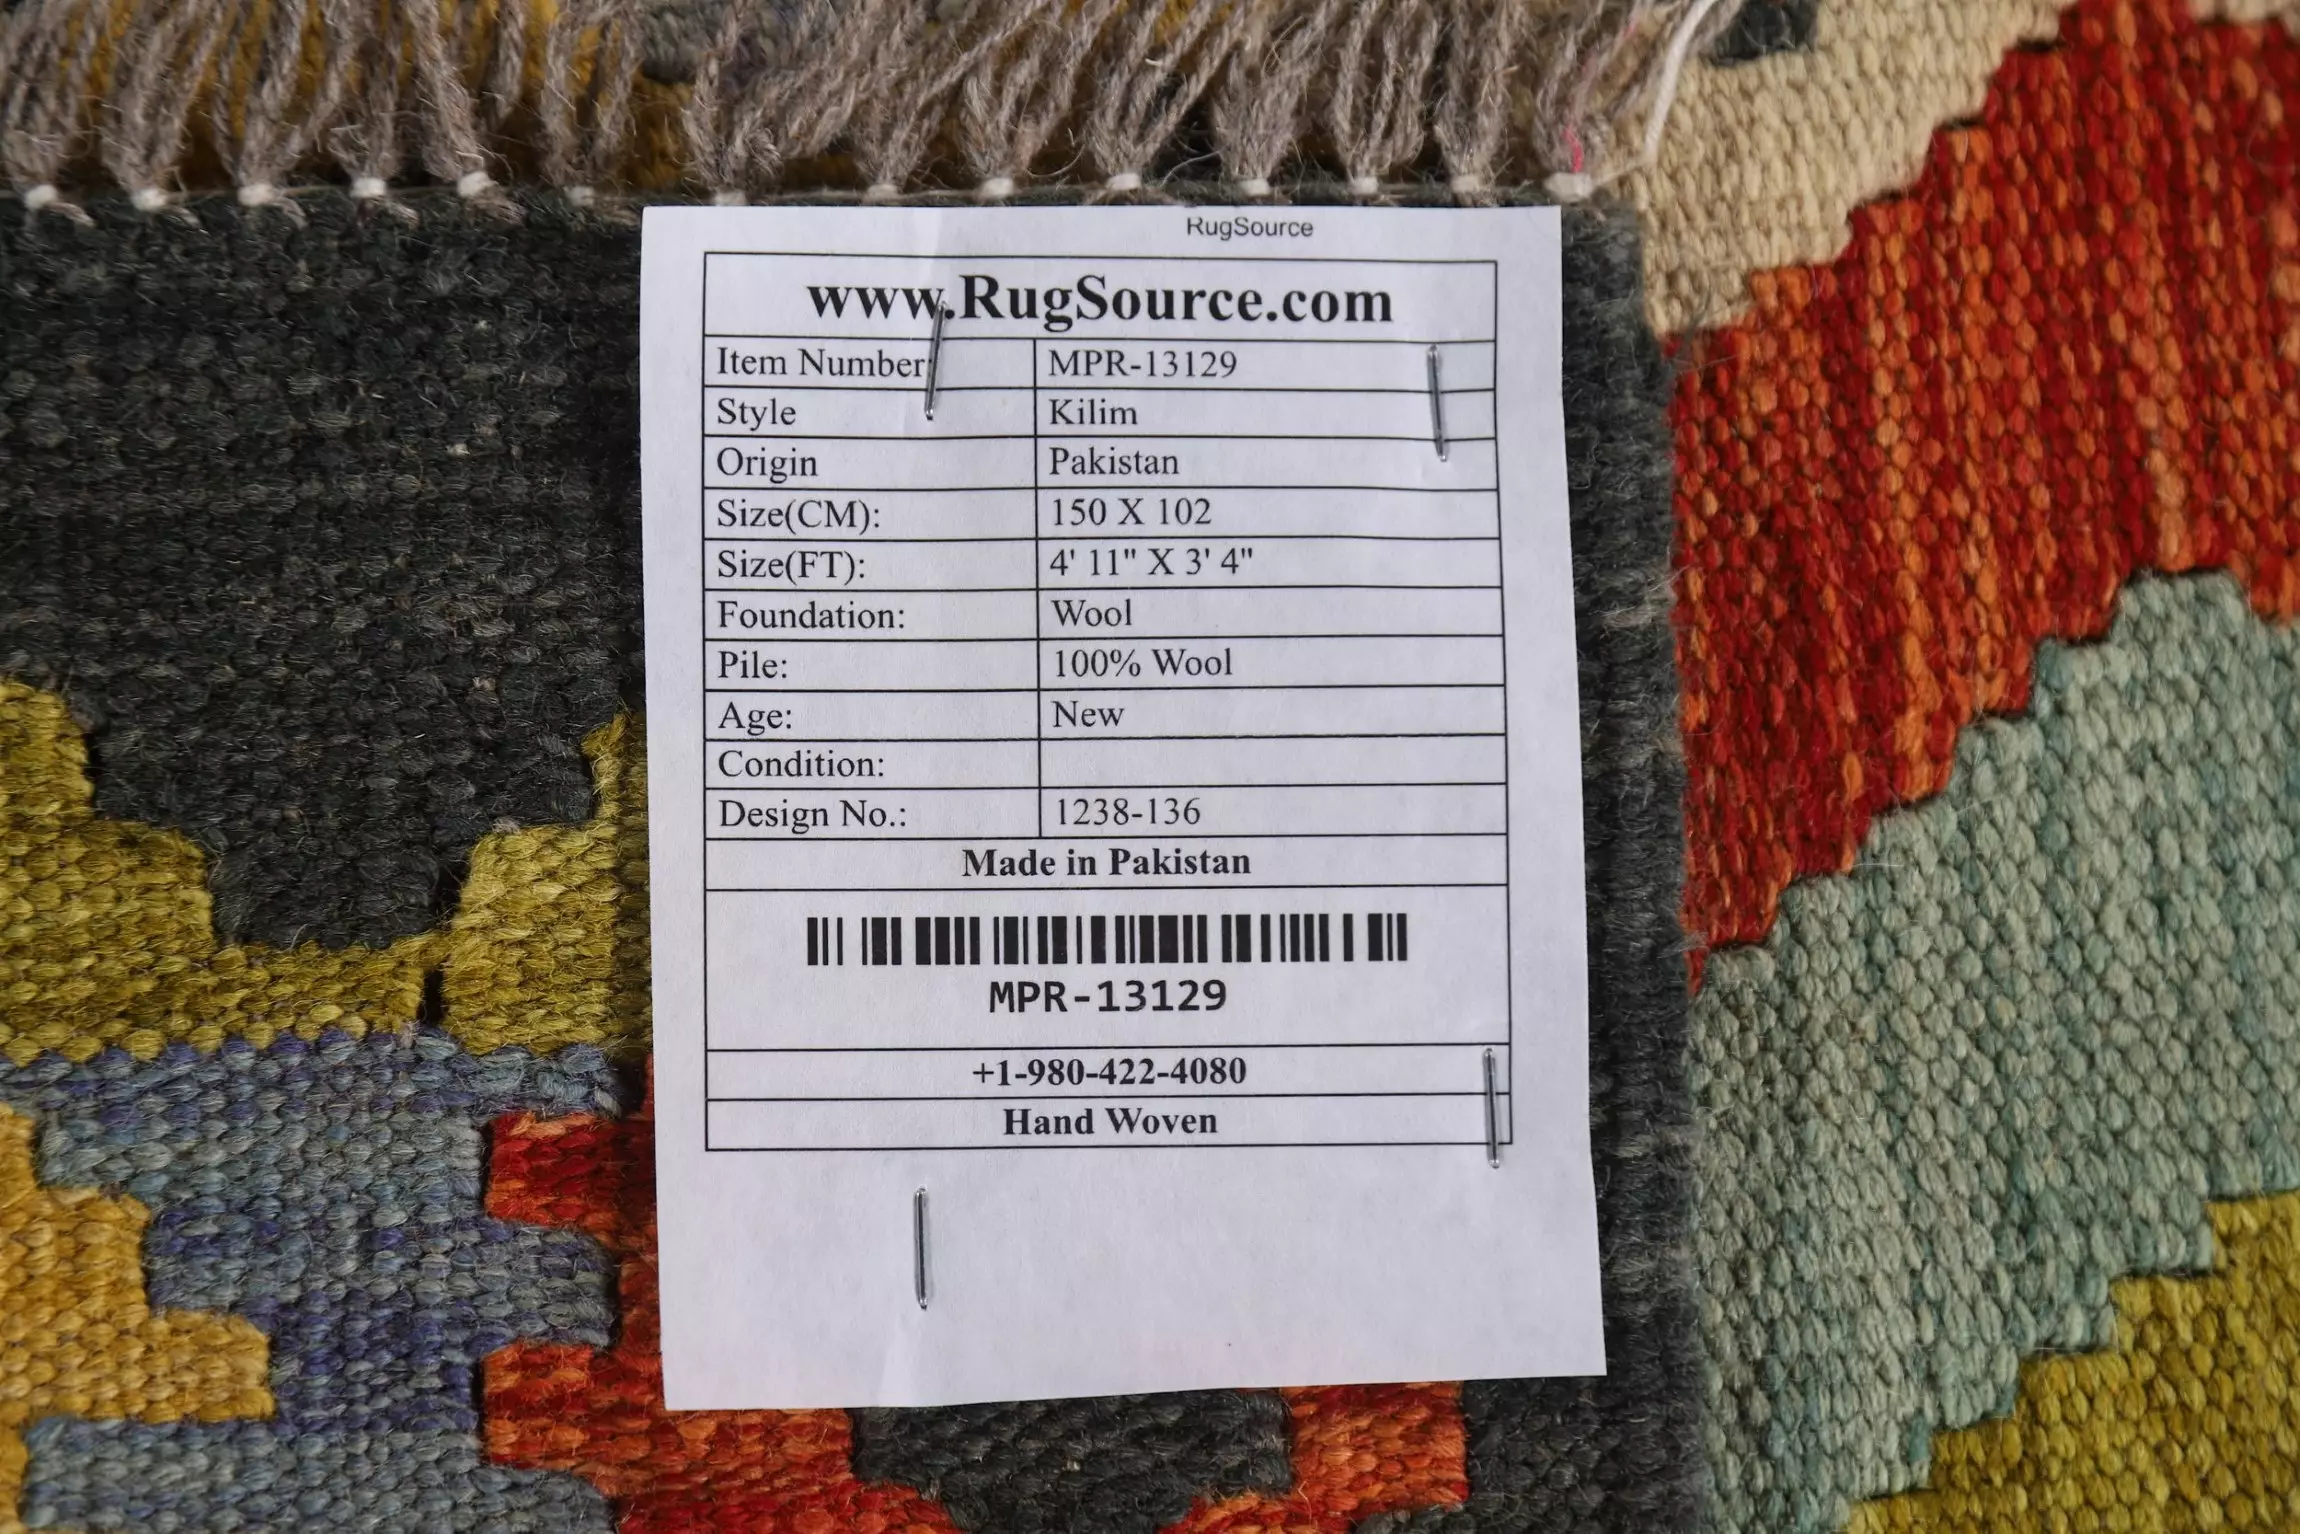 RugSource
www.RugSource.com
Item Number: MPR-13129
Style Kilim
Origin Pakistan
Size(CM): 150 X 102
Size(FT): 4' 11" X 3' 4"
Foundation: Wool
Pile: 100% Wool
Age: New
Condition:
Design No.: 1238-136
Made in Pakistan
MPR-13129
+1-980-422-4080
Hand Woven